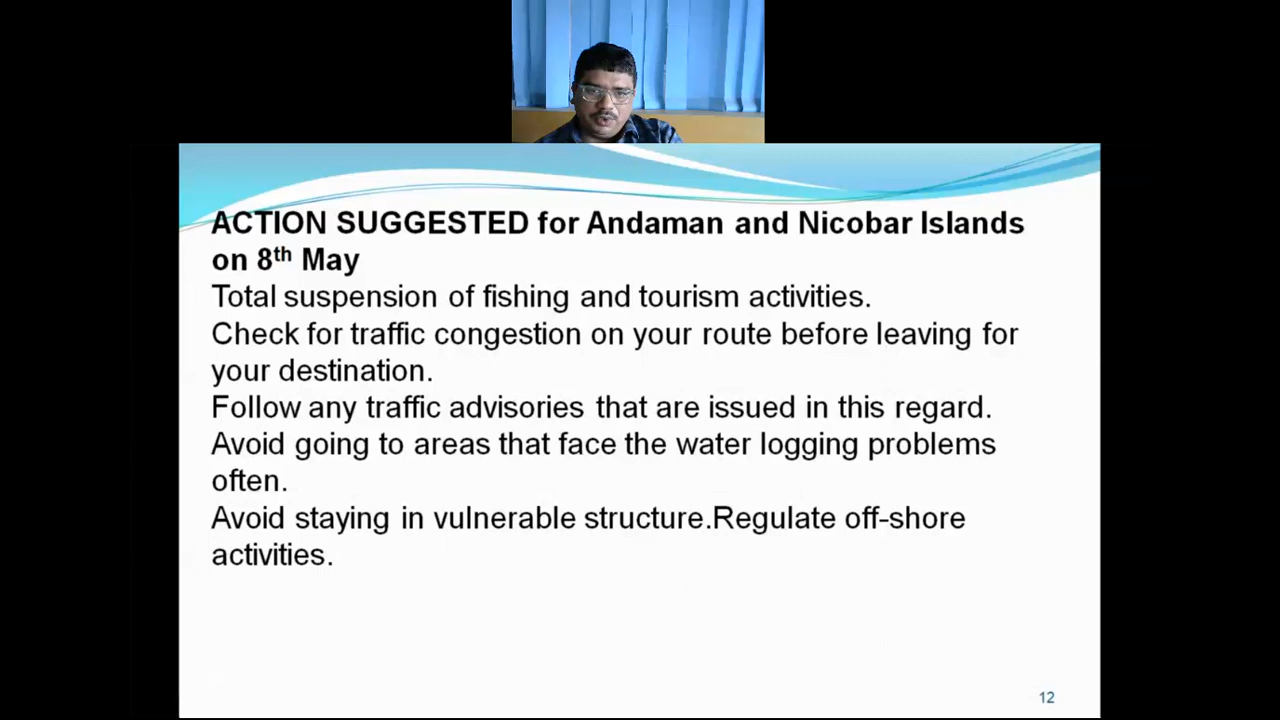 ACTION SUGGESTED for Andaman and Nicobar Islands
on 8th May
Total suspension of fishing and tourism activities.
Check for traffic congestion on your route before leaving for
your destination.
Follow any traffic advisories that are issued in this regard.
Avoid going to areas that face the water logging problems
often.
Avoid staying in vulnerable structure.Regulate off-shore
activities.
12